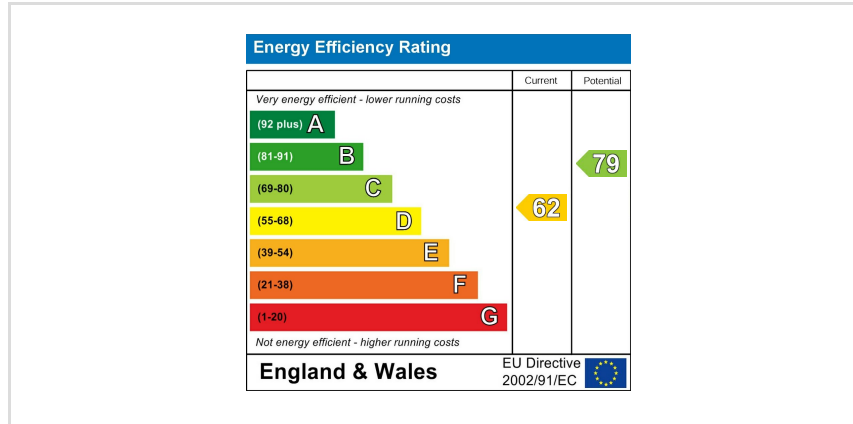 Energy Efficiency Rating
Current Potential
Very energy efficient - lower running costs
(92 plus) A
(81-91) B
(69-80) C
(55-68) D
(39-54) E
(21-38) F
(1-20) G
62
79
Not energy efficient - higher running costs
England & Wales
EU Directive
2002/91/EC